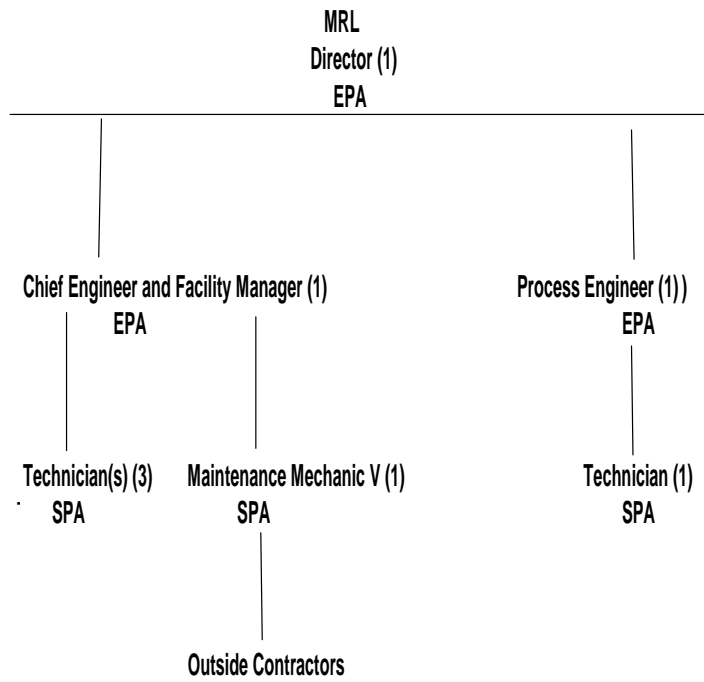 MRL
Director (1)
EPA
Chief Engineer and Facility Manager (1)
EPA
Process Engineer (1) )
EPA
Technician(s) (3)
SPA
Maintenance Mechanic V (1)
SPA
Technician (1)
SPA
Outside Contractors